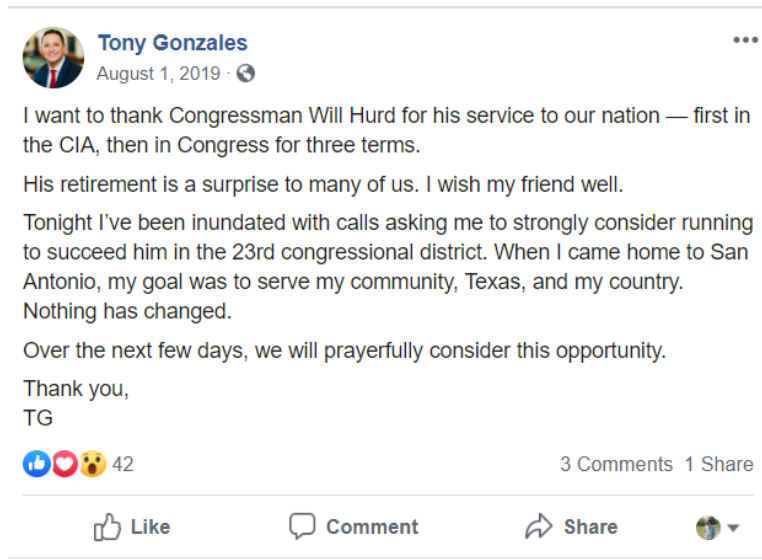 Tony Gonzales
August 1, 2019 ·
I want to thank Congressman Will Hurd for his service to our nation — first in
the CIA, then in Congress for three terms.
His retirement is a surprise to many of us. I wish my friend well.
Tonight I've been inundated with calls asking me to strongly consider running
to succeed him in the 23rd congressional district. When I came home to San
Antonio, my goal was to serve my community, Texas, and my country.
Nothing has changed.
Over the next few days, we will prayerfully consider this opportunity.
Thank you,
TG
42 3 Comments 1 Share
Like Comment Share